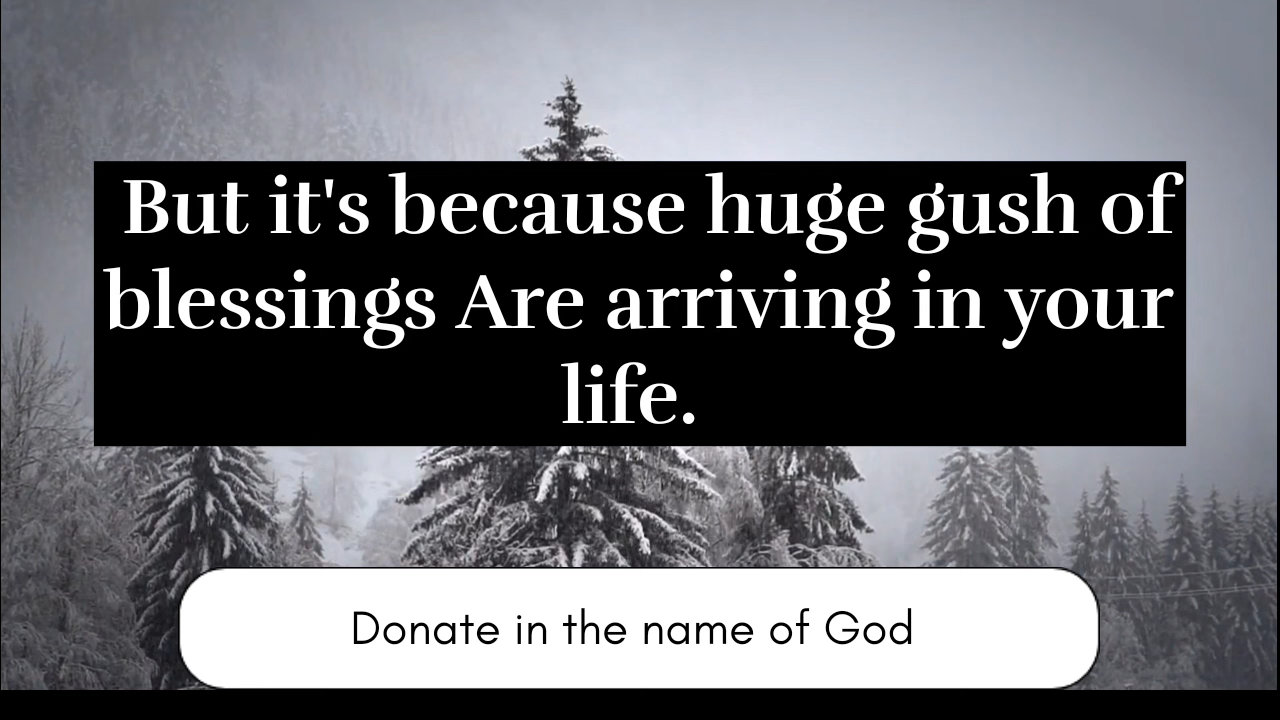 But it's because huge gush of
blessings Are arriving in your
life.
Donate in the name of God